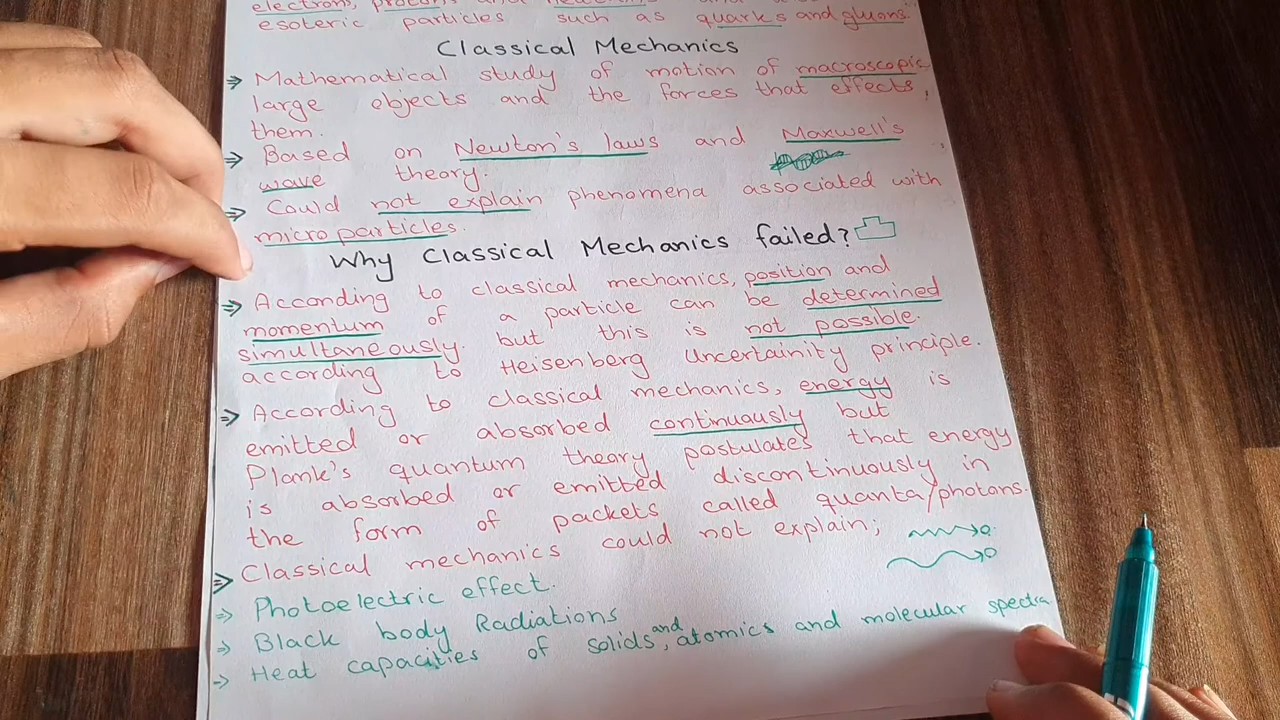 electrons, protons and
esoteric particles such as quarks and gluons.
Classical Mechanics
⇒ Mathematical study of motion of macroscopic
large objects and the forces that effects,
them.
⇒ Based on Newton's laws and Maxwell's
wave theory.
⇒ Could not explain phenomena associated with
micro particles.
Why Classical Mechanics failed?
⇒ According to classical mechanics, position and
momentum of a particle can be determined
simultaneously. but this is not possible.
according to Heisenberg Uncertainity principle.
⇒ According to classical mechanics, energy is
emitted or absorbed continuously but
Plank's quantum theory postulates that energy
is absorbed or emitted discontinuously in
the form of packets called quanta/photons.
⇒ Classical mechanics could not explain;
→ Photoelectric effect.
→ Black body Radiations
→ Heat capacities of solids, and atomics and molecular spectra